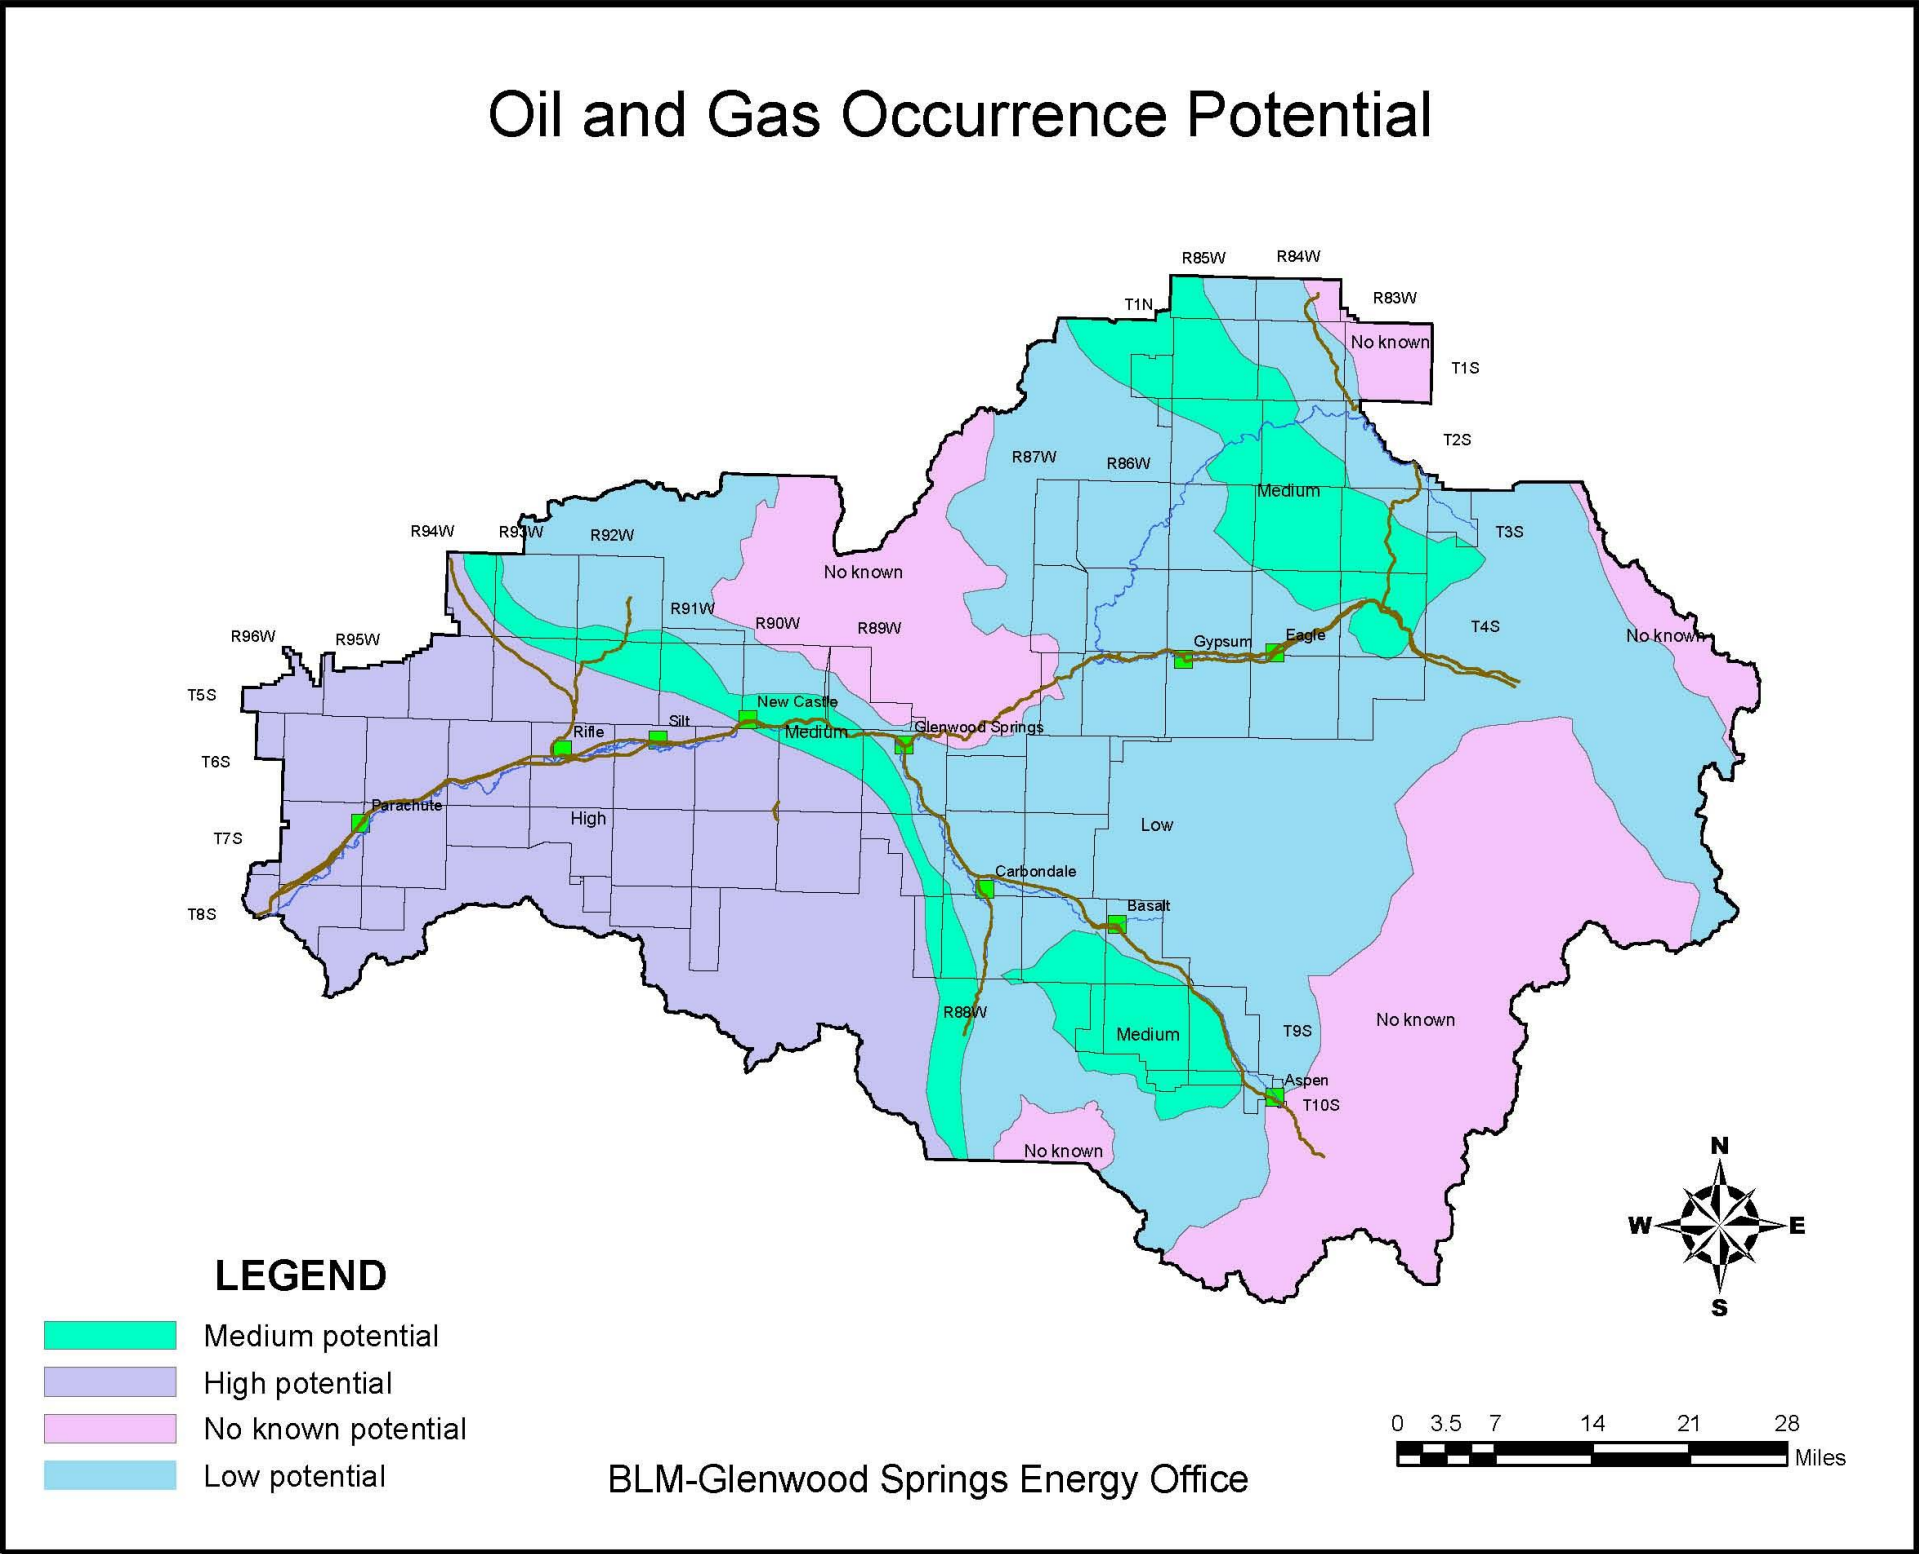 Oil and Gas Occurrence Potential
R85W
R84W
T1N
R83W
No known
T1S
T2S
R87W
R86W
Medium
R94W
R93W
R92W
T3S
No known
R91W
R90W
R89W
R96W
R95W
Gypsum
Eagle
T4S
No known
T5S
New Castle
Silt
Rifle
Medium
Glenwood Springs
T6S
Parachute
High
Low
T7S
Carbondale
Basalt
T8S
R88W
Medium
T9S
No known
Aspen
T10S
No known
N
W
E
S
LEGEND
Medium potential
High potential
No known potential
Low potential
BLM-Glenwood Springs Energy Office
0 3.5 7 14 21 28
Miles